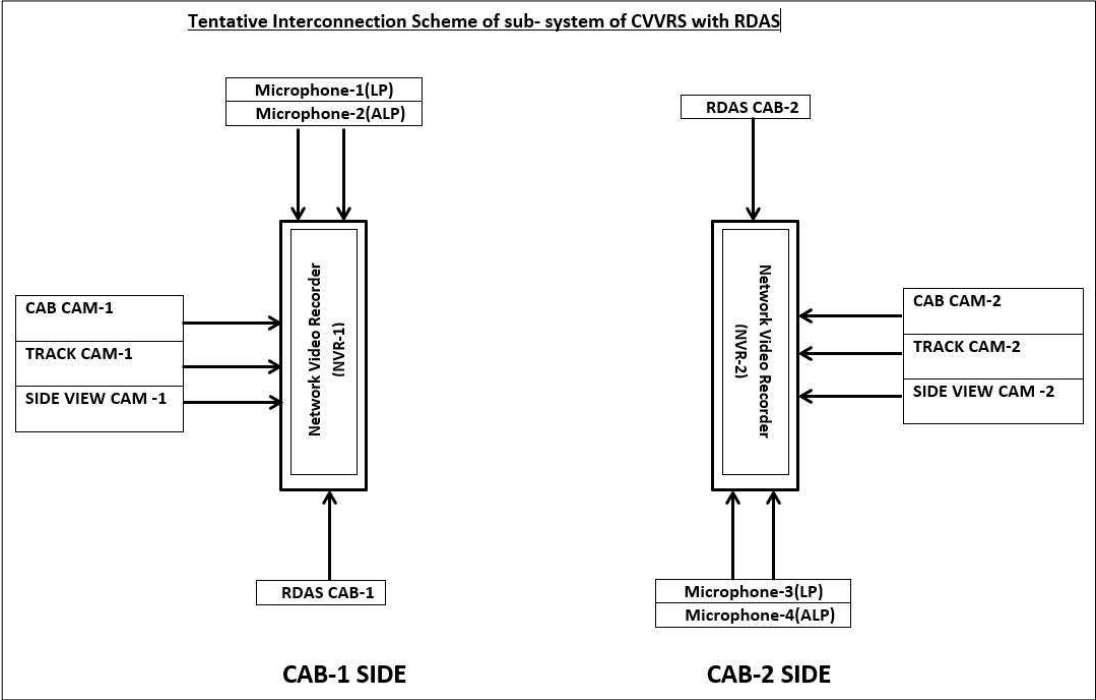 Tentative Interconnection Scheme of sub- system of CVVRS with RDAS
Microphone-1(LP)
Microphone-2(ALP)
RDAS CAB-2
Network Video Recorder
(NVR-1)
Network Video Recorder
(NVR-2)
CAB CAM-1
TRACK CAM-1
SIDE VIEW CAM -1
CAB CAM-2
TRACK CAM-2
SIDE VIEW CAM -2
RDAS CAB-1
Microphone-3(LP)
Microphone-4(ALP)
CAB-1 SIDE
CAB-2 SIDE